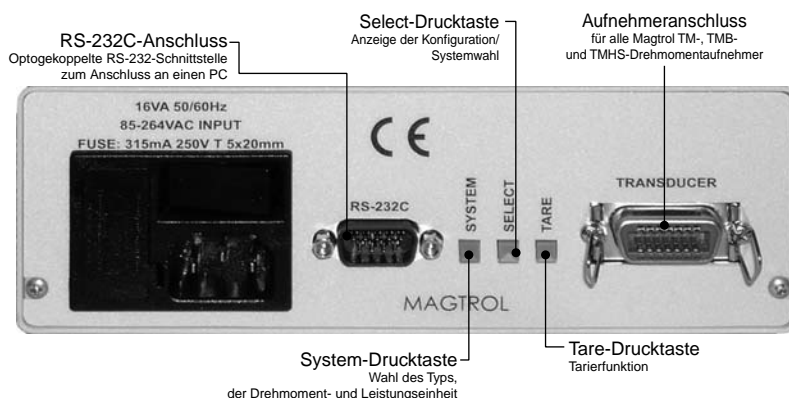 RS-232C-Anschluss
Optogekoppelte RS-232-Schnittstelle
zum Anschluss an einen PC
Select-Drucktaste
Anzeige der Konfiguration/
Systemwahl
Aufnehmeranschluss
für alle Magtrol TM-, TMB-
und TMHS-Drehmomentaufnehmer
16VA 50/60Hz
85-264VAC INPUT
FUSE: 315mA 250V T 5x20mm
CE
RS-232C
SYSTEM
SELECT
TARE
TRANSDUCER
MAGTROL
System-Drucktaste
Wahl des Typs,
der Drehmoment- und Leistungseinheit
Tare-Drucktaste
Tarierfunktion